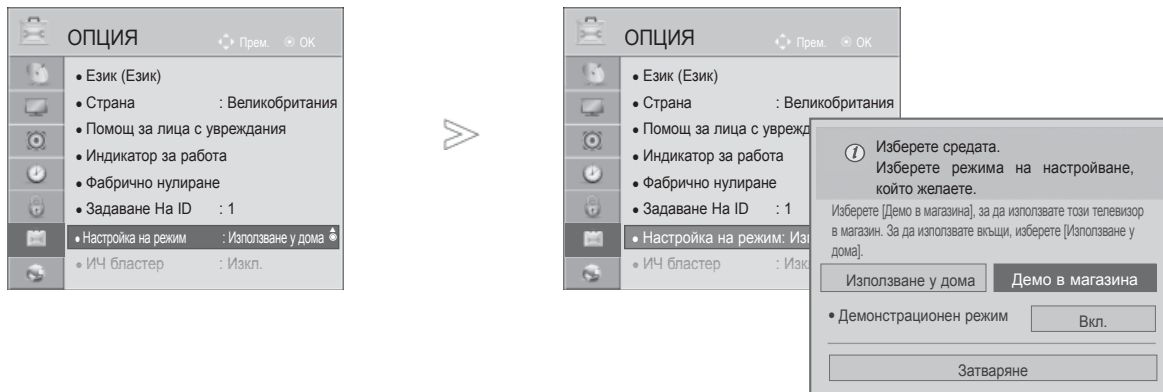 ОПЦИЯ
Прем. OK
• Език (Език)
• Страна : Великобритания
• Помощ за лица с увреждания
• Индикатор за работа
• Фабрично нулиране
• Задаване На ID : 1
• Настройка на режим : Използване у дома
• ИЧ бластер : Изкл.
ОПЦИЯ
Прем. OK
• Език (Език)
• Страна : Великобритания
• Помощ за лица с уврежд
• Индикатор за работа
• Фабрично нулиране
• Задаване На ID : 1
• Настройка на режим: Из
• ИЧ бластер : Изк
Изберете средата.
Изберете режима на настройване,
който желаете.
Изберете [Демо в магазина], за да използвате този телевизор
в магазин. За да използвате вкъщи, изберете [Използване у
дома].
Използване у дома Демо в магазина
• Демонстрационен режим Вкл.
Затваряне